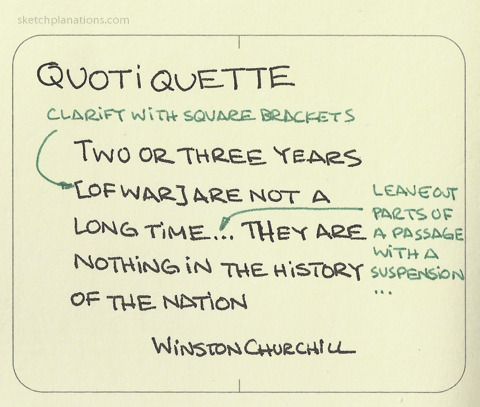 sketchplanations.com
QUOTiQUETTE
CLARIFY WITH SQUARE BRACKETS
TWO OR THREE YEARS
[OF WAR] ARE NOT A
LONG TiME... THEY ARE
NOTHING IN THE HiSTORY
OF THE NATION
LEAVE OUT
PARTS OF
A PASSAGE
WITH A
SUSPENSION
...
WINSTON CHURCHILL